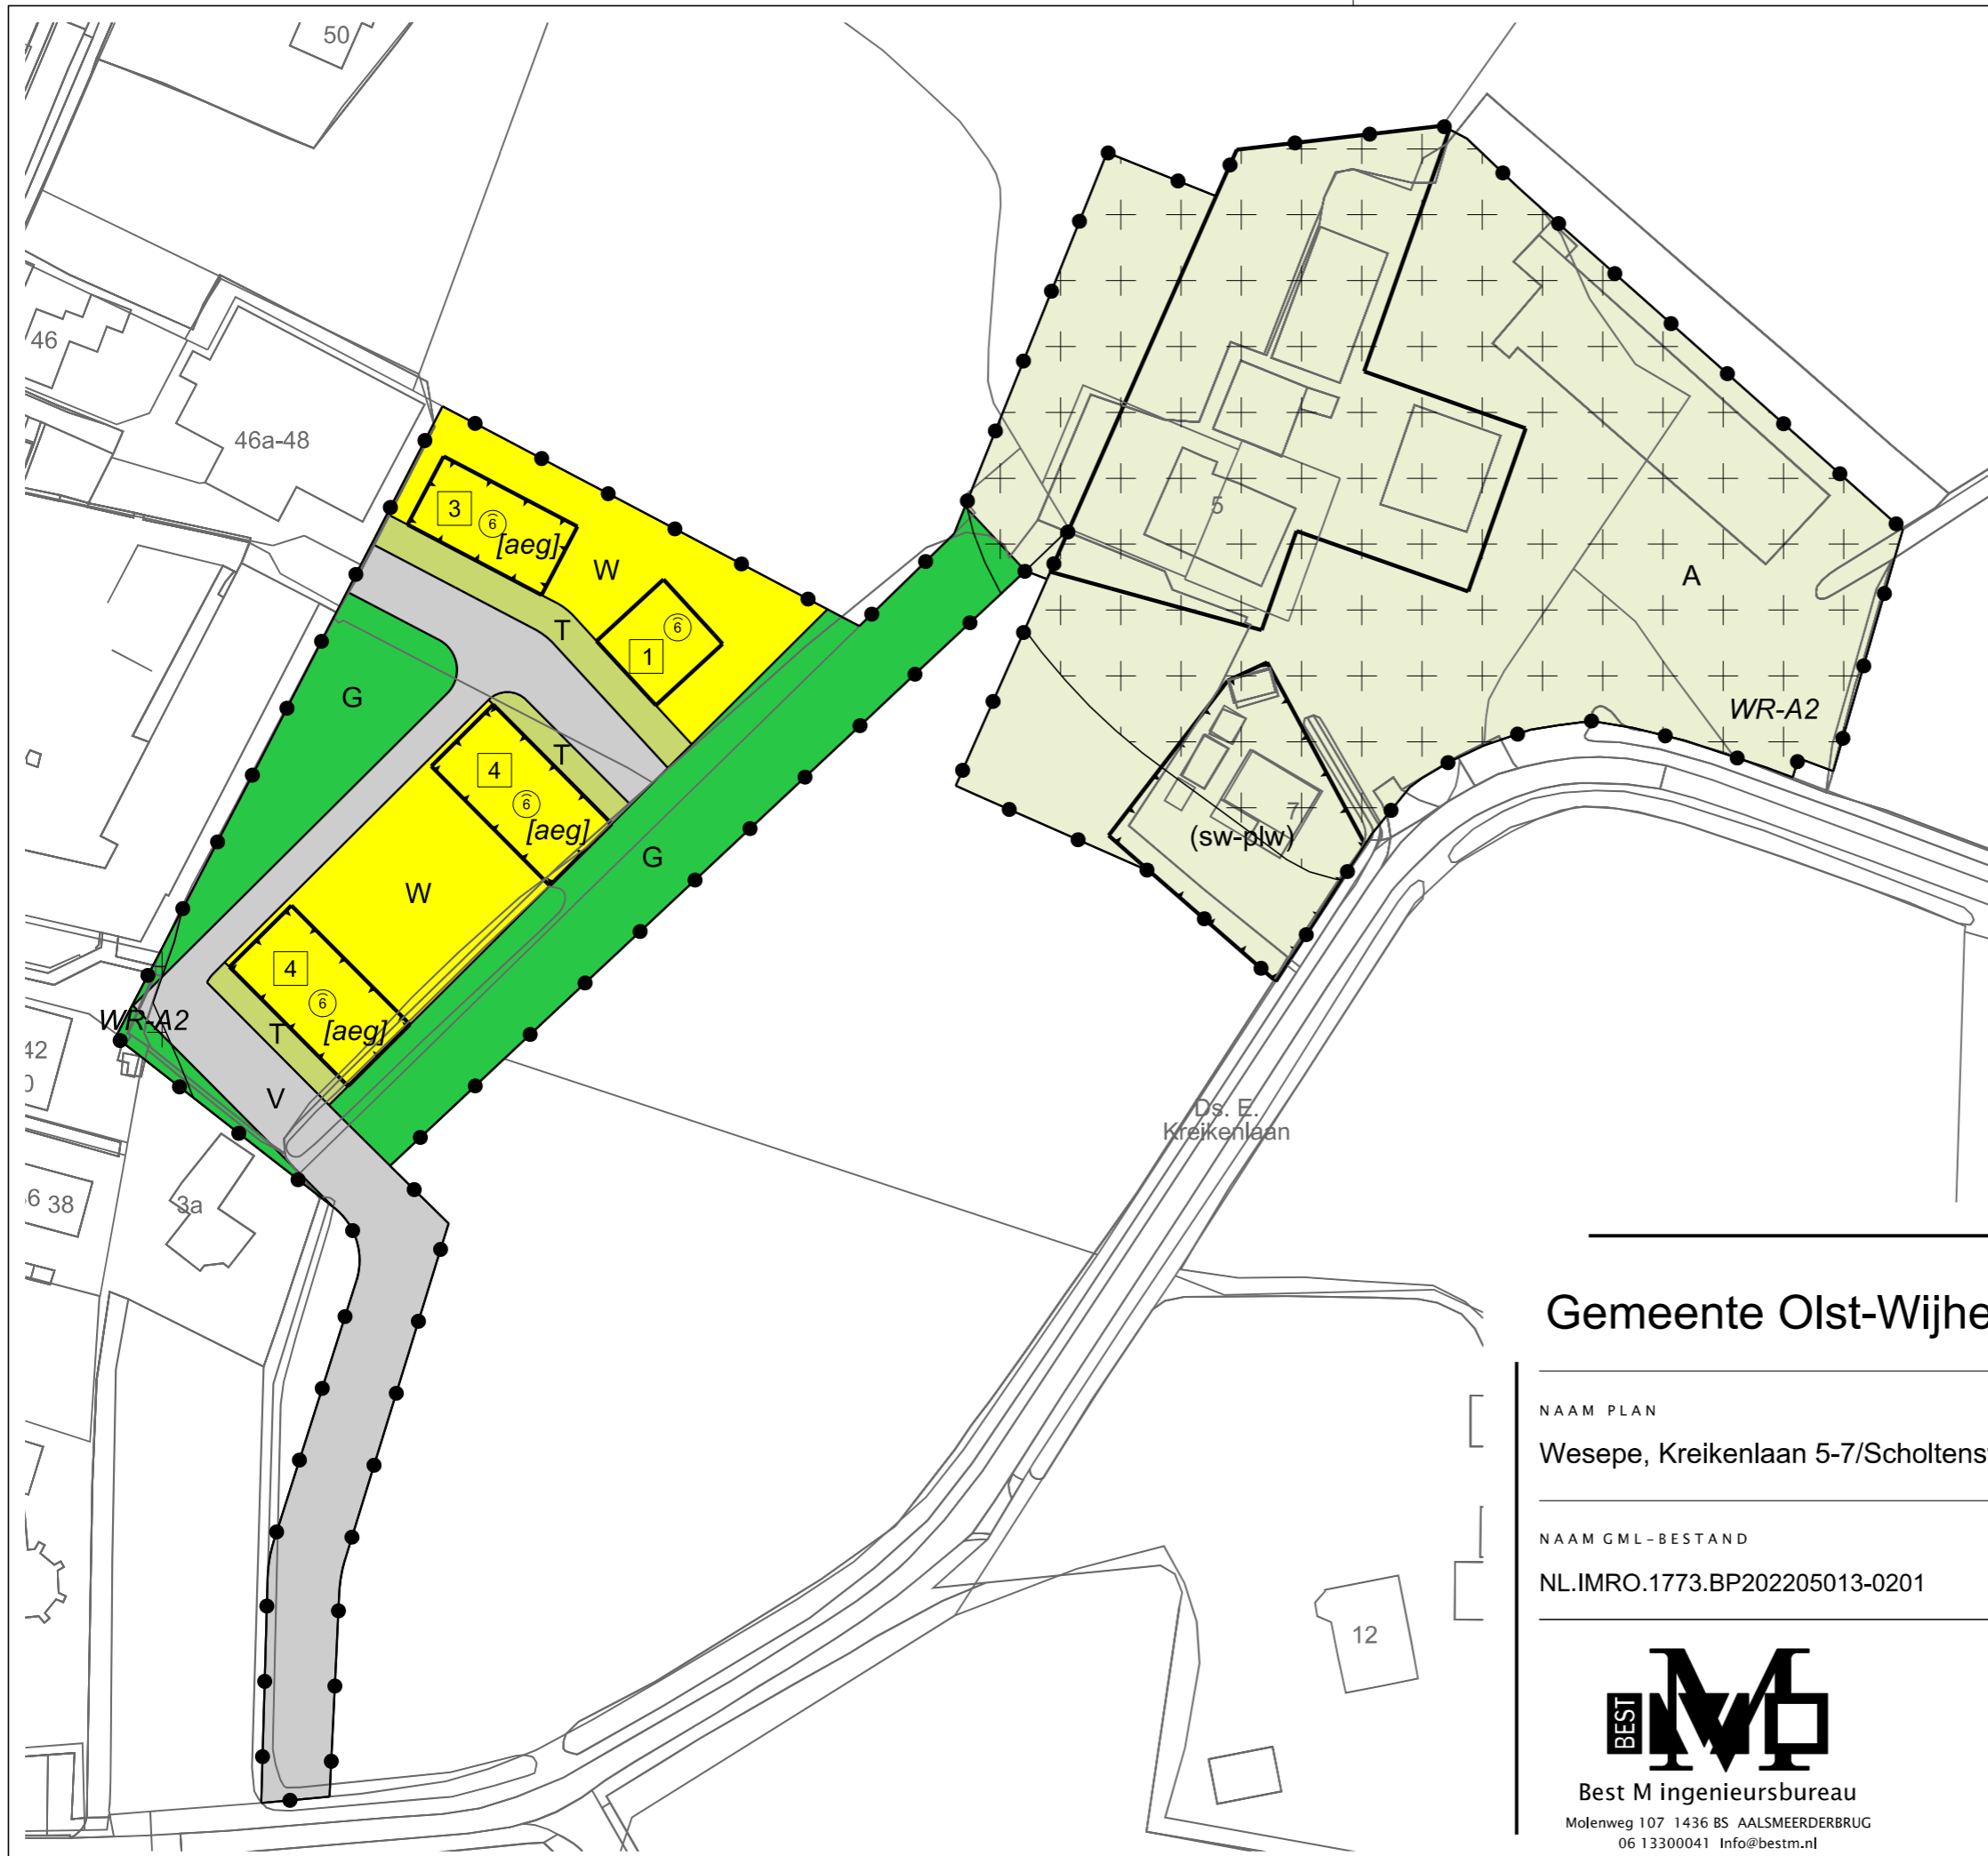 50
46
46a-48
3
6
[aeg]
W
1
6
T
G
4
6
[aeg]
T
W
G
4
6
[aeg]
T
WR-A2
V
42
38
3a
5
A
WR-A2
7
(sw-plw)
Ds. E.
Kreikenlaan
12
Gemeente Olst-Wijhe
NAAM PLAN
Wesepe, Kreikenlaan 5-7/Scholtens
NAAM GML-BESTAND
NL.IMRO.1773.BP202205013-0201
BEST
M
Best M ingenieursbureau
Molenweg 107 1436 BS AALSMEERDERBRUG
06 13300041 Info@bestm.nl